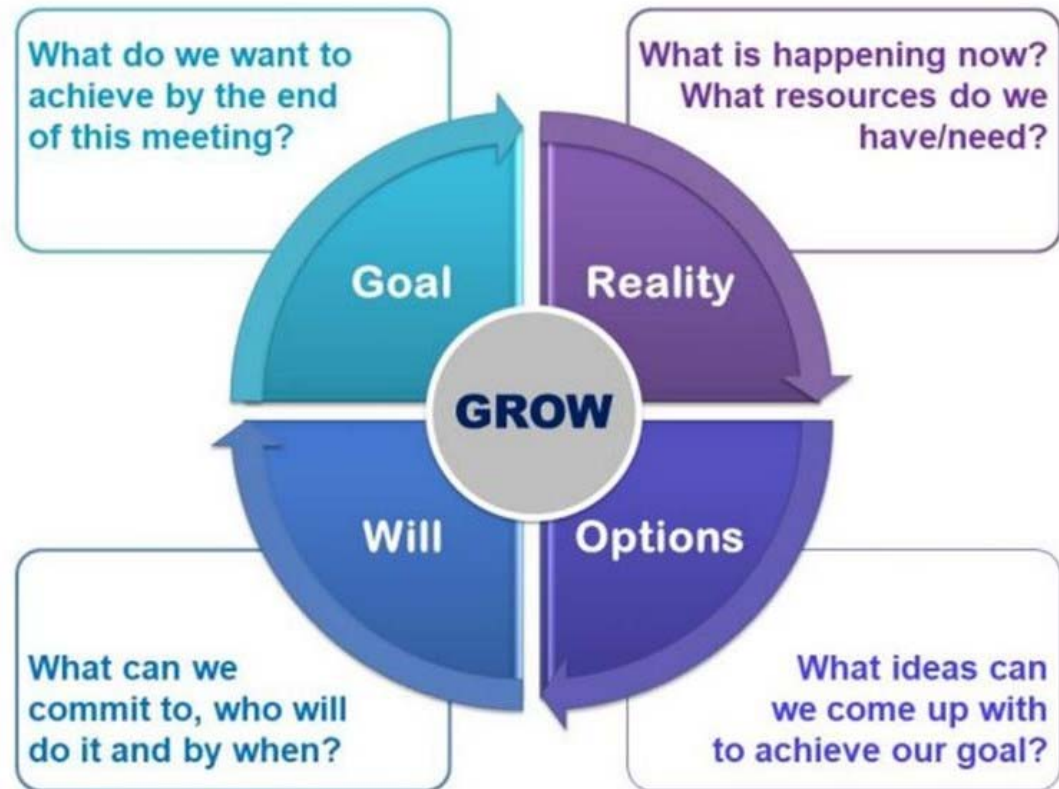 What do we want to
achieve by the end
of this meeting?
What is happening now?
What resources do we
have/need?
Goal
Reality
GROW
Will
Options
What can we
commit to, who will
do it and by when?
What ideas can
we come up with
to achieve our goal?